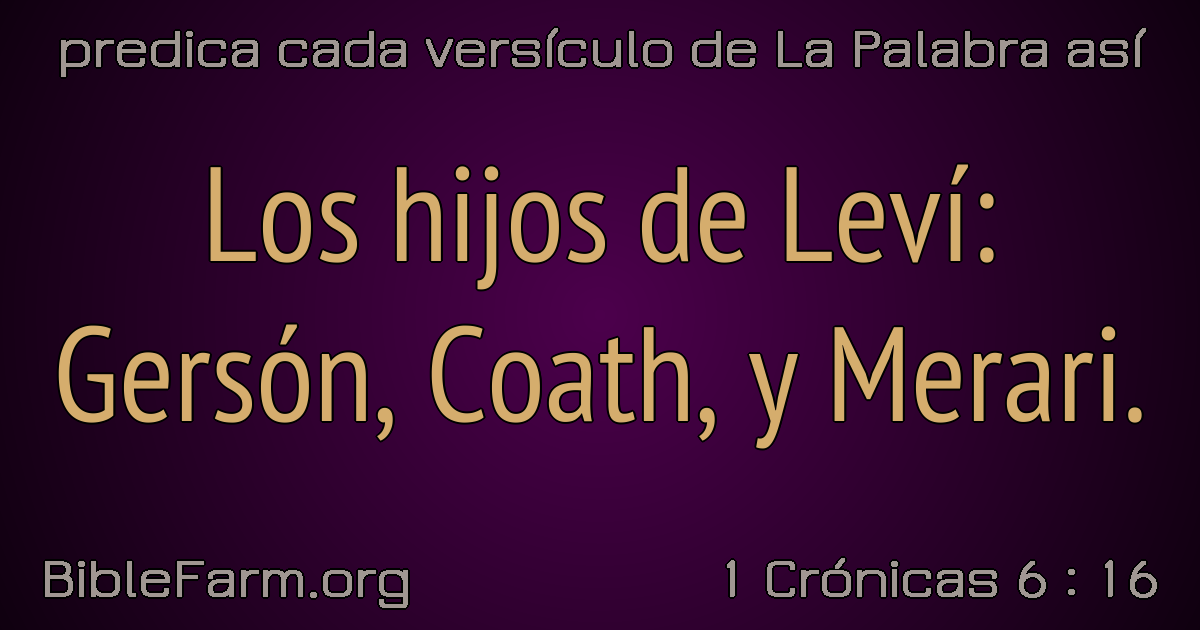 predica cada versículo de La Palabra así
Los hijos de Leví:
Gersón, Coath, y Merari.
BibleFarm.org
1 Crónicas 6 : 16